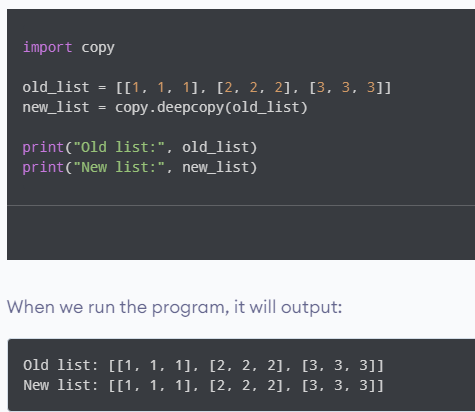 import copy
old_list = [[1, 1, 1], [2, 2, 2], [3, 3, 3]]
new_list = copy.deepcopy(old_list)
print("Old list:", old_list)
print("New list:", new_list)
When we run the program, it will output:
Old list: [[1, 1, 1], [2, 2, 2], [3, 3, 3]]
New list: [[1, 1, 1], [2, 2, 2], [3, 3, 3]]